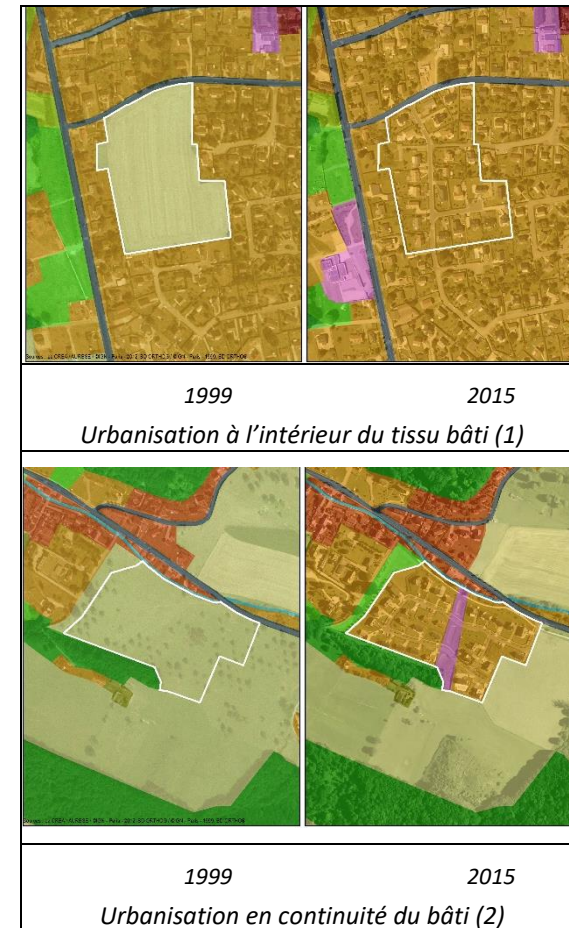 1999 2015
Urbanisation à l’intérieur du tissu bâti (1)
1999 2015
Urbanisation en continuité du bâti (2)